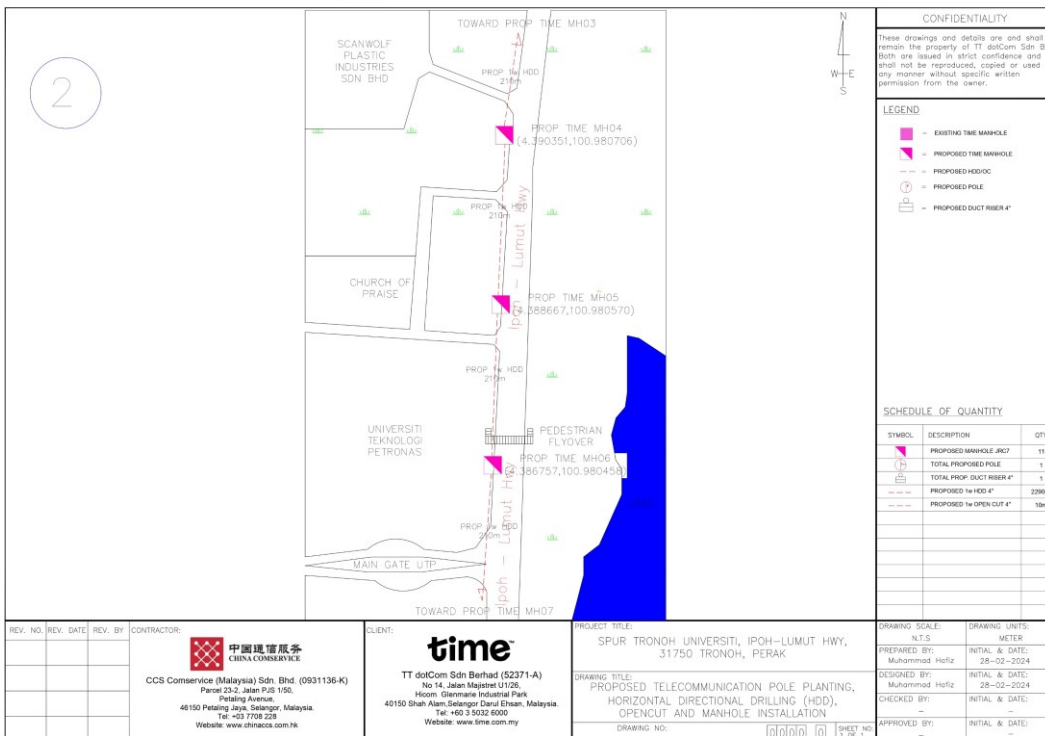 2
TOWARD PROP TIME MH03
SCANWOLF
PLASTIC
INDUSTRIES
SDN BHD
PROP 1w HDD
210m
PROP TIME MH04
(4.390351,100.980706)
PROP 1w HDD
210m
Ipoh - Lumut Hwy
CHURCH OF
PRAISE
PROP TIME MH05
(4.388667,100.980570)
PROP 1w HDD
210m
UNIVERSITI
TEKNOLOGI
PETRONAS
PEDESTRIAN
FLYOVER
PROP TIME MH06
(4.386757,100.980458)
PROP 1w HDD
210m
Ipoh - Lumut Hwy
MAIN GATE UTP
TOWARD PROP TIME MH07
N
W E
S
CONFIDENTIALITY
These drawings and details are and shall
remain the property of TT dotCom Sdn B
Both are issued in strict confidence and
shall not be reproduced, copied or used
any manner without specific written
permission from the owner.
LEGEND
- EXISTING TIME MANHOLE
- PROPOSED TIME MANHOLE
- PROPOSED HDD/OC
- PROPOSED POLE
- PROPOSED DUCT RISER 4"
SCHEDULE OF QUANTITY
SYMBOL DESCRIPTION QT
PROPOSED MANHOLE JRC7 11
TOTAL PROPOSED POLE 1
TOTAL PROP. DUCT RISER 4" 1
PROPOSED 1w HDD 4" 2290
PROPOSED 1w OPEN CUT 4" 10m
REV. NO. REV. DATE REV. BY
CONTRACTOR:
中国通信服务
CHINA COMSERVICE
CCS Comservice (Malaysia) Sdn. Bhd. (0931136-K)
Parcel 23-2, Jalan PJS 1/50,
Petaling Avenue,
46150 Petaling Jaya, Selangor, Malaysia.
Tel: +03 7708 228
Website: www.chinaccs.com.hk
CLIENT:
time™
TT dotCom Sdn Berhad (52371-A)
No 14, Jalan Majistret U1/26,
Hicom Glenmarie Industrial Park
40150 Shah Alam,Selangor Darul Ehsan, Malaysia.
Tel: +60 3 5032 6000
Website: www.time.com.my
PROJECT TITLE:
SPUR TRONOH UNIVERSITI, IPOH-LUMUT HWY,
31750 TRONOH, PERAK
DRAWING TITLE:
PROPOSED TELECOMMUNICATION POLE PLANTING,
HORIZONTAL DIRECTIONAL DRILLING (HDD),
OPENCUT AND MANHOLE INSTALLATION
DRAWING NO: 0000 0
SHEET NO:
1 OF 1
DRAWING SCALE: DRAWING UNITS:
N.T.S METER
PREPARED BY: INITIAL & DATE:
Muhammad Hafiz 28-02-2024
DESIGNED BY: INITIAL & DATE:
Muhammad Hafiz 28-02-2024
CHECKED BY: INITIAL & DATE:
- -
APPROVED BY: INITIAL & DATE:
- -